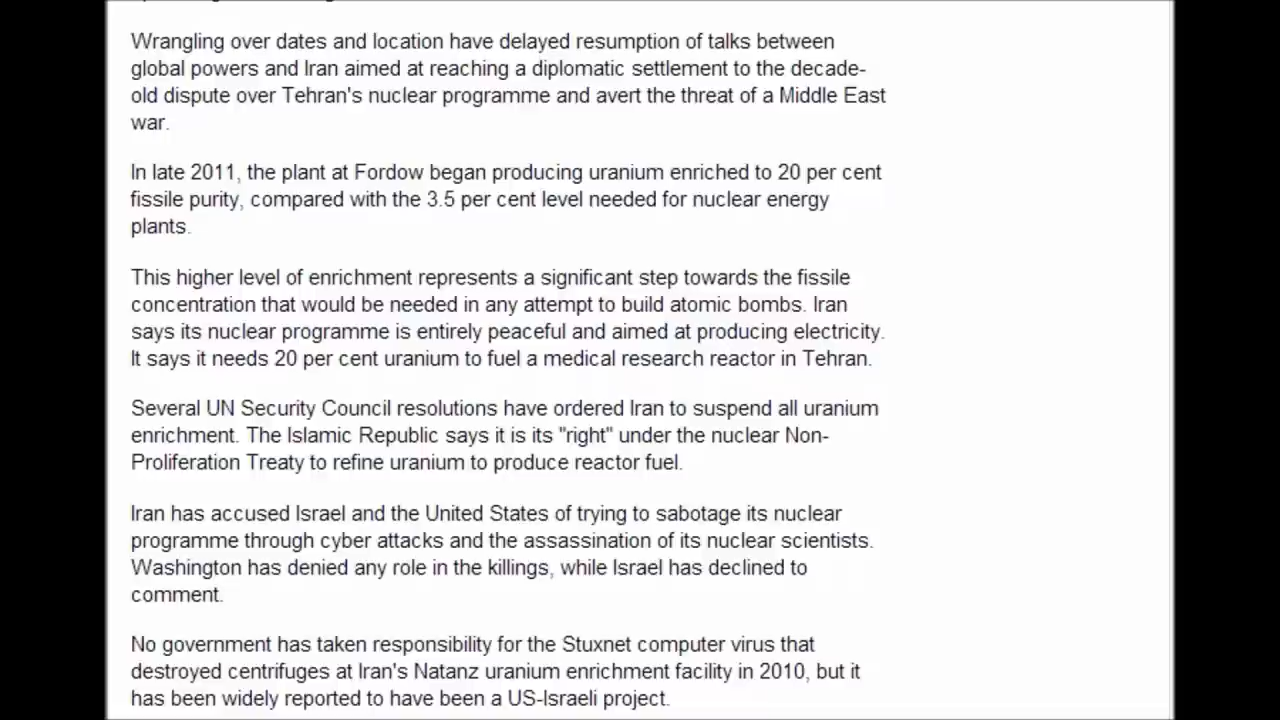 Wrangling over dates and location have delayed resumption of talks between
global powers and Iran aimed at reaching a diplomatic settlement to the decade-
old dispute over Tehran's nuclear programme and avert the threat of a Middle East
war.
In late 2011, the plant at Fordow began producing uranium enriched to 20 per cent
fissile purity, compared with the 3.5 per cent level needed for nuclear energy
plants.
This higher level of enrichment represents a significant step towards the fissile
concentration that would be needed in any attempt to build atomic bombs. Iran
says its nuclear programme is entirely peaceful and aimed at producing electricity.
It says it needs 20 per cent uranium to fuel a medical research reactor in Tehran.
Several UN Security Council resolutions have ordered Iran to suspend all uranium
enrichment. The Islamic Republic says it is its "right" under the nuclear Non-
Proliferation Treaty to refine uranium to produce reactor fuel.
Iran has accused Israel and the United States of trying to sabotage its nuclear
programme through cyber attacks and the assassination of its nuclear scientists.
Washington has denied any role in the killings, while Israel has declined to
comment.
No government has taken responsibility for the Stuxnet computer virus that
destroyed centrifuges at Iran's Natanz uranium enrichment facility in 2010, but it
has been widely reported to have been a US-Israeli project.